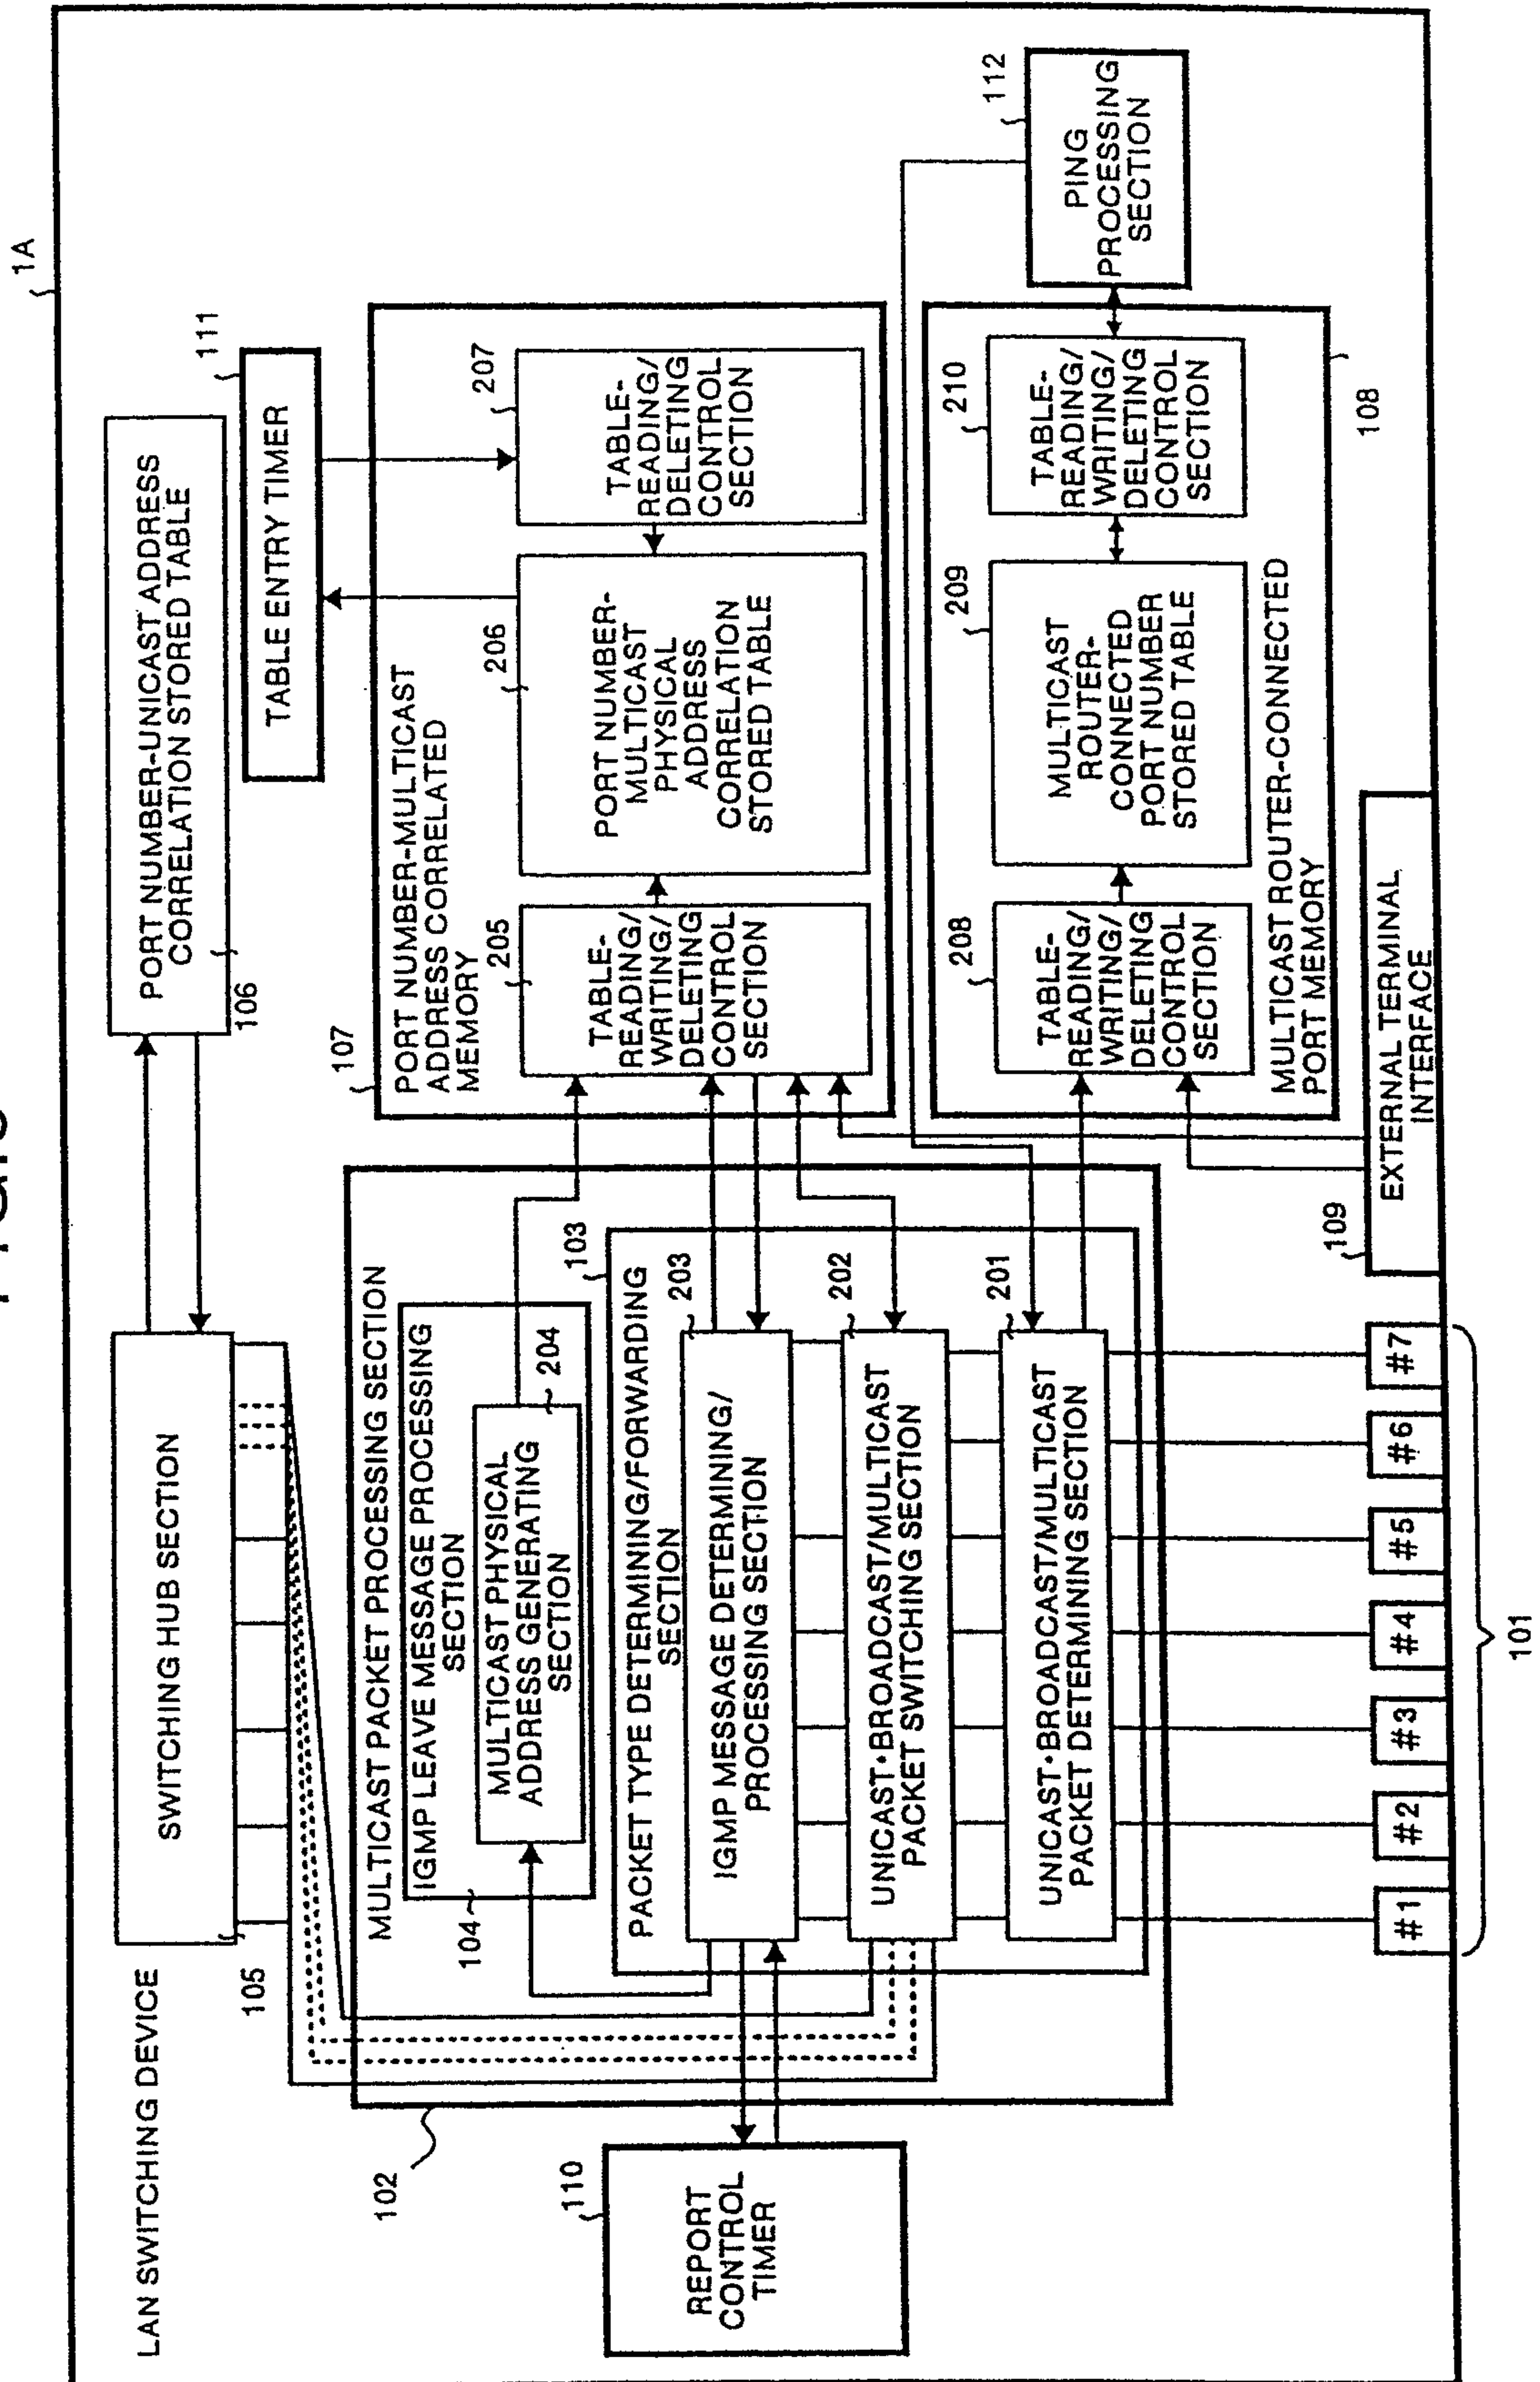 1A
LAN SWITCHING DEVICE
SWITCHING HUB SECTION
105
PORT NUMBER-UNICAST ADDRESS
CORRELATION STORED TABLE
106
TABLE ENTRY TIMER
111
102
MULTICAST PACKET PROCESSING SECTION
IGMP LEAVE MESSAGE PROCESSING
SECTION
104
MULTICAST PHYSICAL
ADDRESS GENERATING
SECTION
204
PACKET TYPE DETERMINING/FORWARDING
SECTION
103
IGMP MESSAGE DETERMINING/
PROCESSING SECTION
203
UNICAST•BROADCAST/MULTICAST
PACKET SWITCHING SECTION
202
UNICAST•BROADCAST/MULTICAST
PACKET DETERMINING SECTION
201
110
REPORT
CONTROL
TIMER
107
PORT NUMBER-MULTICAST
ADDRESS CORRELATED
MEMORY
205
TABLE-
READING/
WRITING/
DELETING
CONTROL
SECTION
206
PORT NUMBER-
MULTICAST
PHYSICAL
ADDRESS
CORRELATION
STORED TABLE
207
TABLE-
READING/
DELETING
CONTROL
SECTION
208
TABLE-
READING/
WRITING/
DELETING
CONTROL
SECTION
209
MULTICAST
ROUTER-
CONNECTED
PORT NUMBER
STORED TABLE
210
TABLE-
READING/
WRITING/
DELETING
CONTROL
SECTION
MULTICAST ROUTER-CONNECTED
PORT MEMORY
108
112
PING
PROCESSING
SECTION
109
EXTERNAL TERMINAL
INTERFACE
#1
#2
#3
#4
#5
#6
#7
101